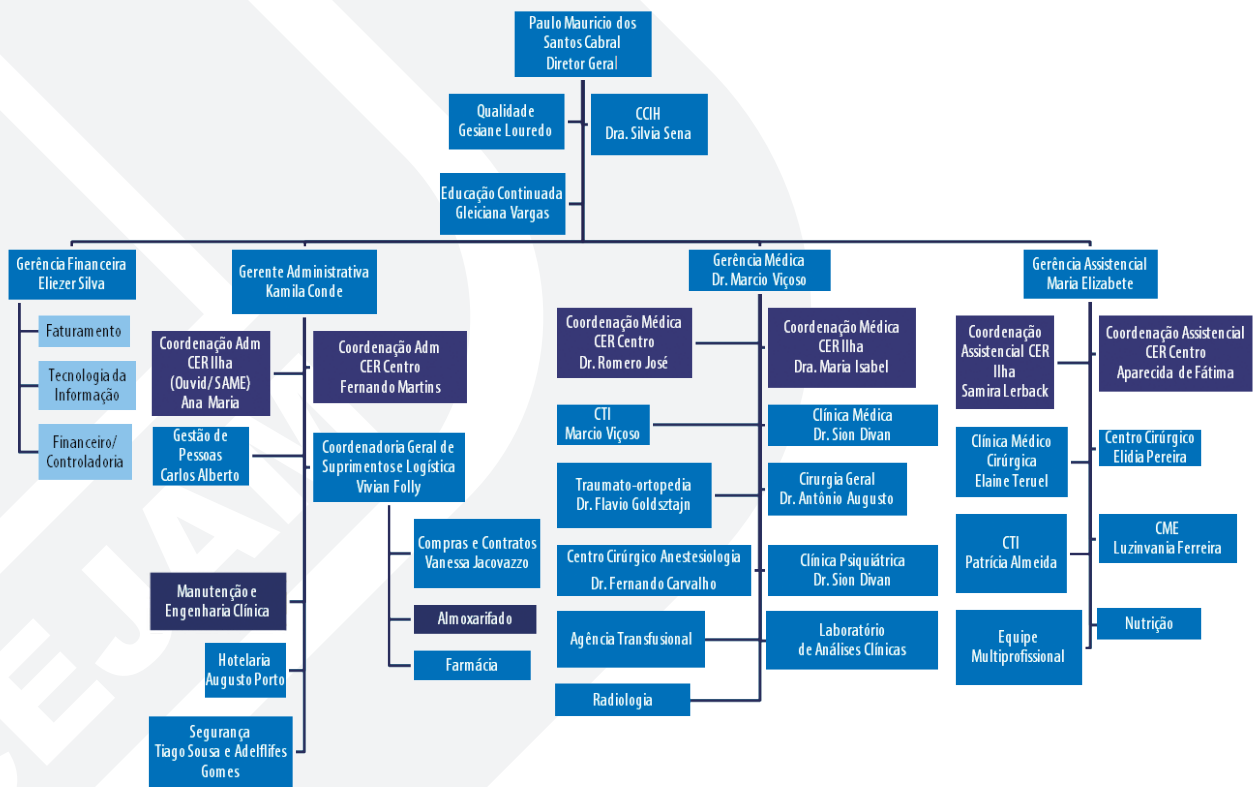 Paulo Mauricio dos
Santos Cabral
Diretor Geral
Qualidade
Gesiane Louredo
CCIH
Dra. Silvia Sena
Educação Continuada
Gleiciana Vargas
Gerência Financeira
Eliezer Silva
Faturamento
Tecnologia da
Informação
Financeiro/
Controladoria
Gerente Administrativa
Kamila Conde
Coordenação Adm
CER Ilha
(Ouvid/SAME)
Ana Maria
Coordenação Adm
CER Centro
Fernando Martins
Gestão de
Pessoas
Carlos Alberto
Coordenadoria Geral de
Suprimentos e Logística
Vivian Folly
Compras e Contratos
Vanessa Jacovazzo
Almoxarifado
Farmácia
Manutenção e
Engenharia Clínica
Hotelaria
Augusto Porto
Segurança
Tiago Sousa e Adelflifes
Gomes
Gerência Médica
Dr. Marcio Viçoso
Coordenação Médica
CER Centro
Dr. Romero José
Coordenação Médica
CER Ilha
Dra. Maria Isabel
CTI
Marcio Viçoso
Clínica Médica
Dr. Sion Divan
Traumato-ortopedia
Dr. Flavio Goldsztajn
Cirurgia Geral
Dr. Antônio Augusto
Centro Cirúrgico Anestesiologia
Dr. Fernando Carvalho
Clínica Psiquiátrica
Dr. Sion Divan
Agência Transfusional
Laboratório
de Análises Clínicas
Radiologia
Gerência Assistencial
Maria Elizabete
Coordenação
Assistencial CER
Ilha
Samira Lerback
Coordenação Assistencial
CER Centro
Aparecida de Fátima
Clínica Médico
Cirúrgica
Elaine Teruel
Centro Cirúrgico
Elidia Pereira
CTI
Patrícia Almeida
CME
Luzinvania Ferreira
Equipe
Multiprofissional
Nutrição
CEJAM